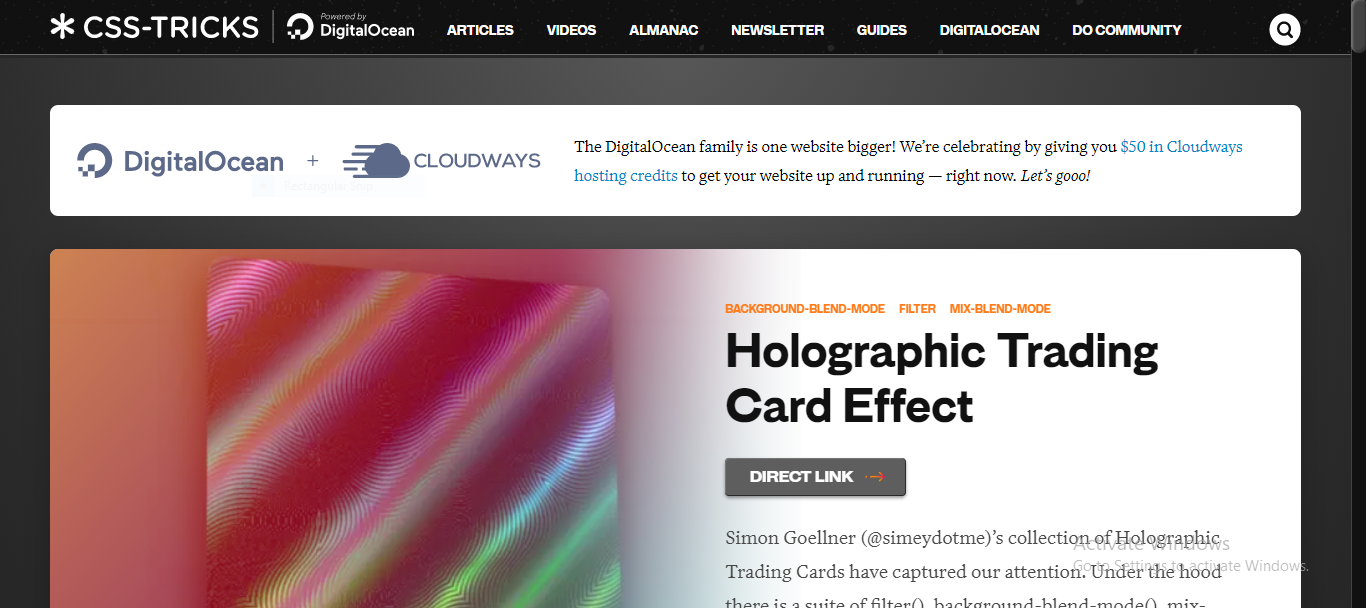 CSS-TRICKS
Powered by
DigitalOcean
ARTICLES VIDEOS ALMANAC NEWSLETTER GUIDES DIGITALOCEAN DO COMMUNITY
DigitalOcean + CLOUDWAYS
Rectangular Snip
The DigitalOcean family is one website bigger! We’re celebrating by giving you $50 in Cloudways
hosting credits to get your website up and running — right now. Let’s gooo!
BACKGROUND-BLEND-MODE FILTER MIX-BLEND-MODE
Holographic Trading
Card Effect
DIRECT LINK
Simon Goellner (@simeydotme)’s collection of Holographic
Activate Windows
Go to Settings to activate Windows.
Trading Cards have captured our attention. Under the hood
there is a suite of filter(), background-blend-mode(), mix-